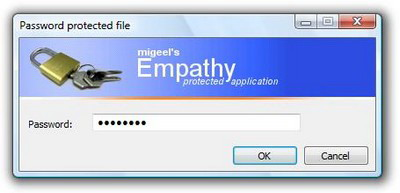 Password protected file
migeel's
Empathy
protected application
Password: ••••••••
OK Cancel